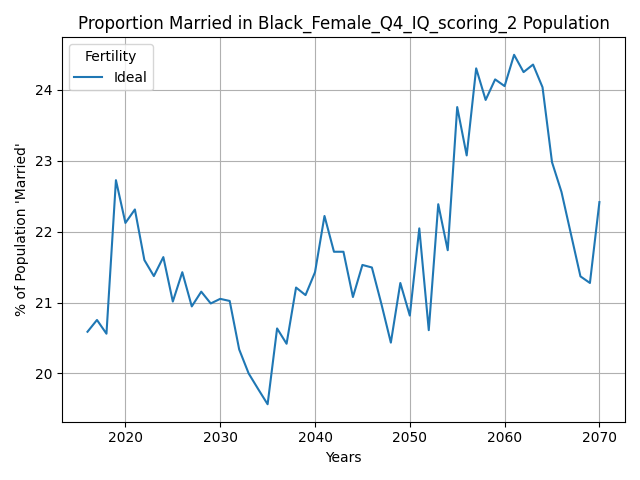 Proportion Married in Black_Female_Q4_IQ_scoring_2 Population
Fertility
Ideal
% of Population 'Married'
24
23
22
21
20
2020 2030 2040 2050 2060 2070
Years